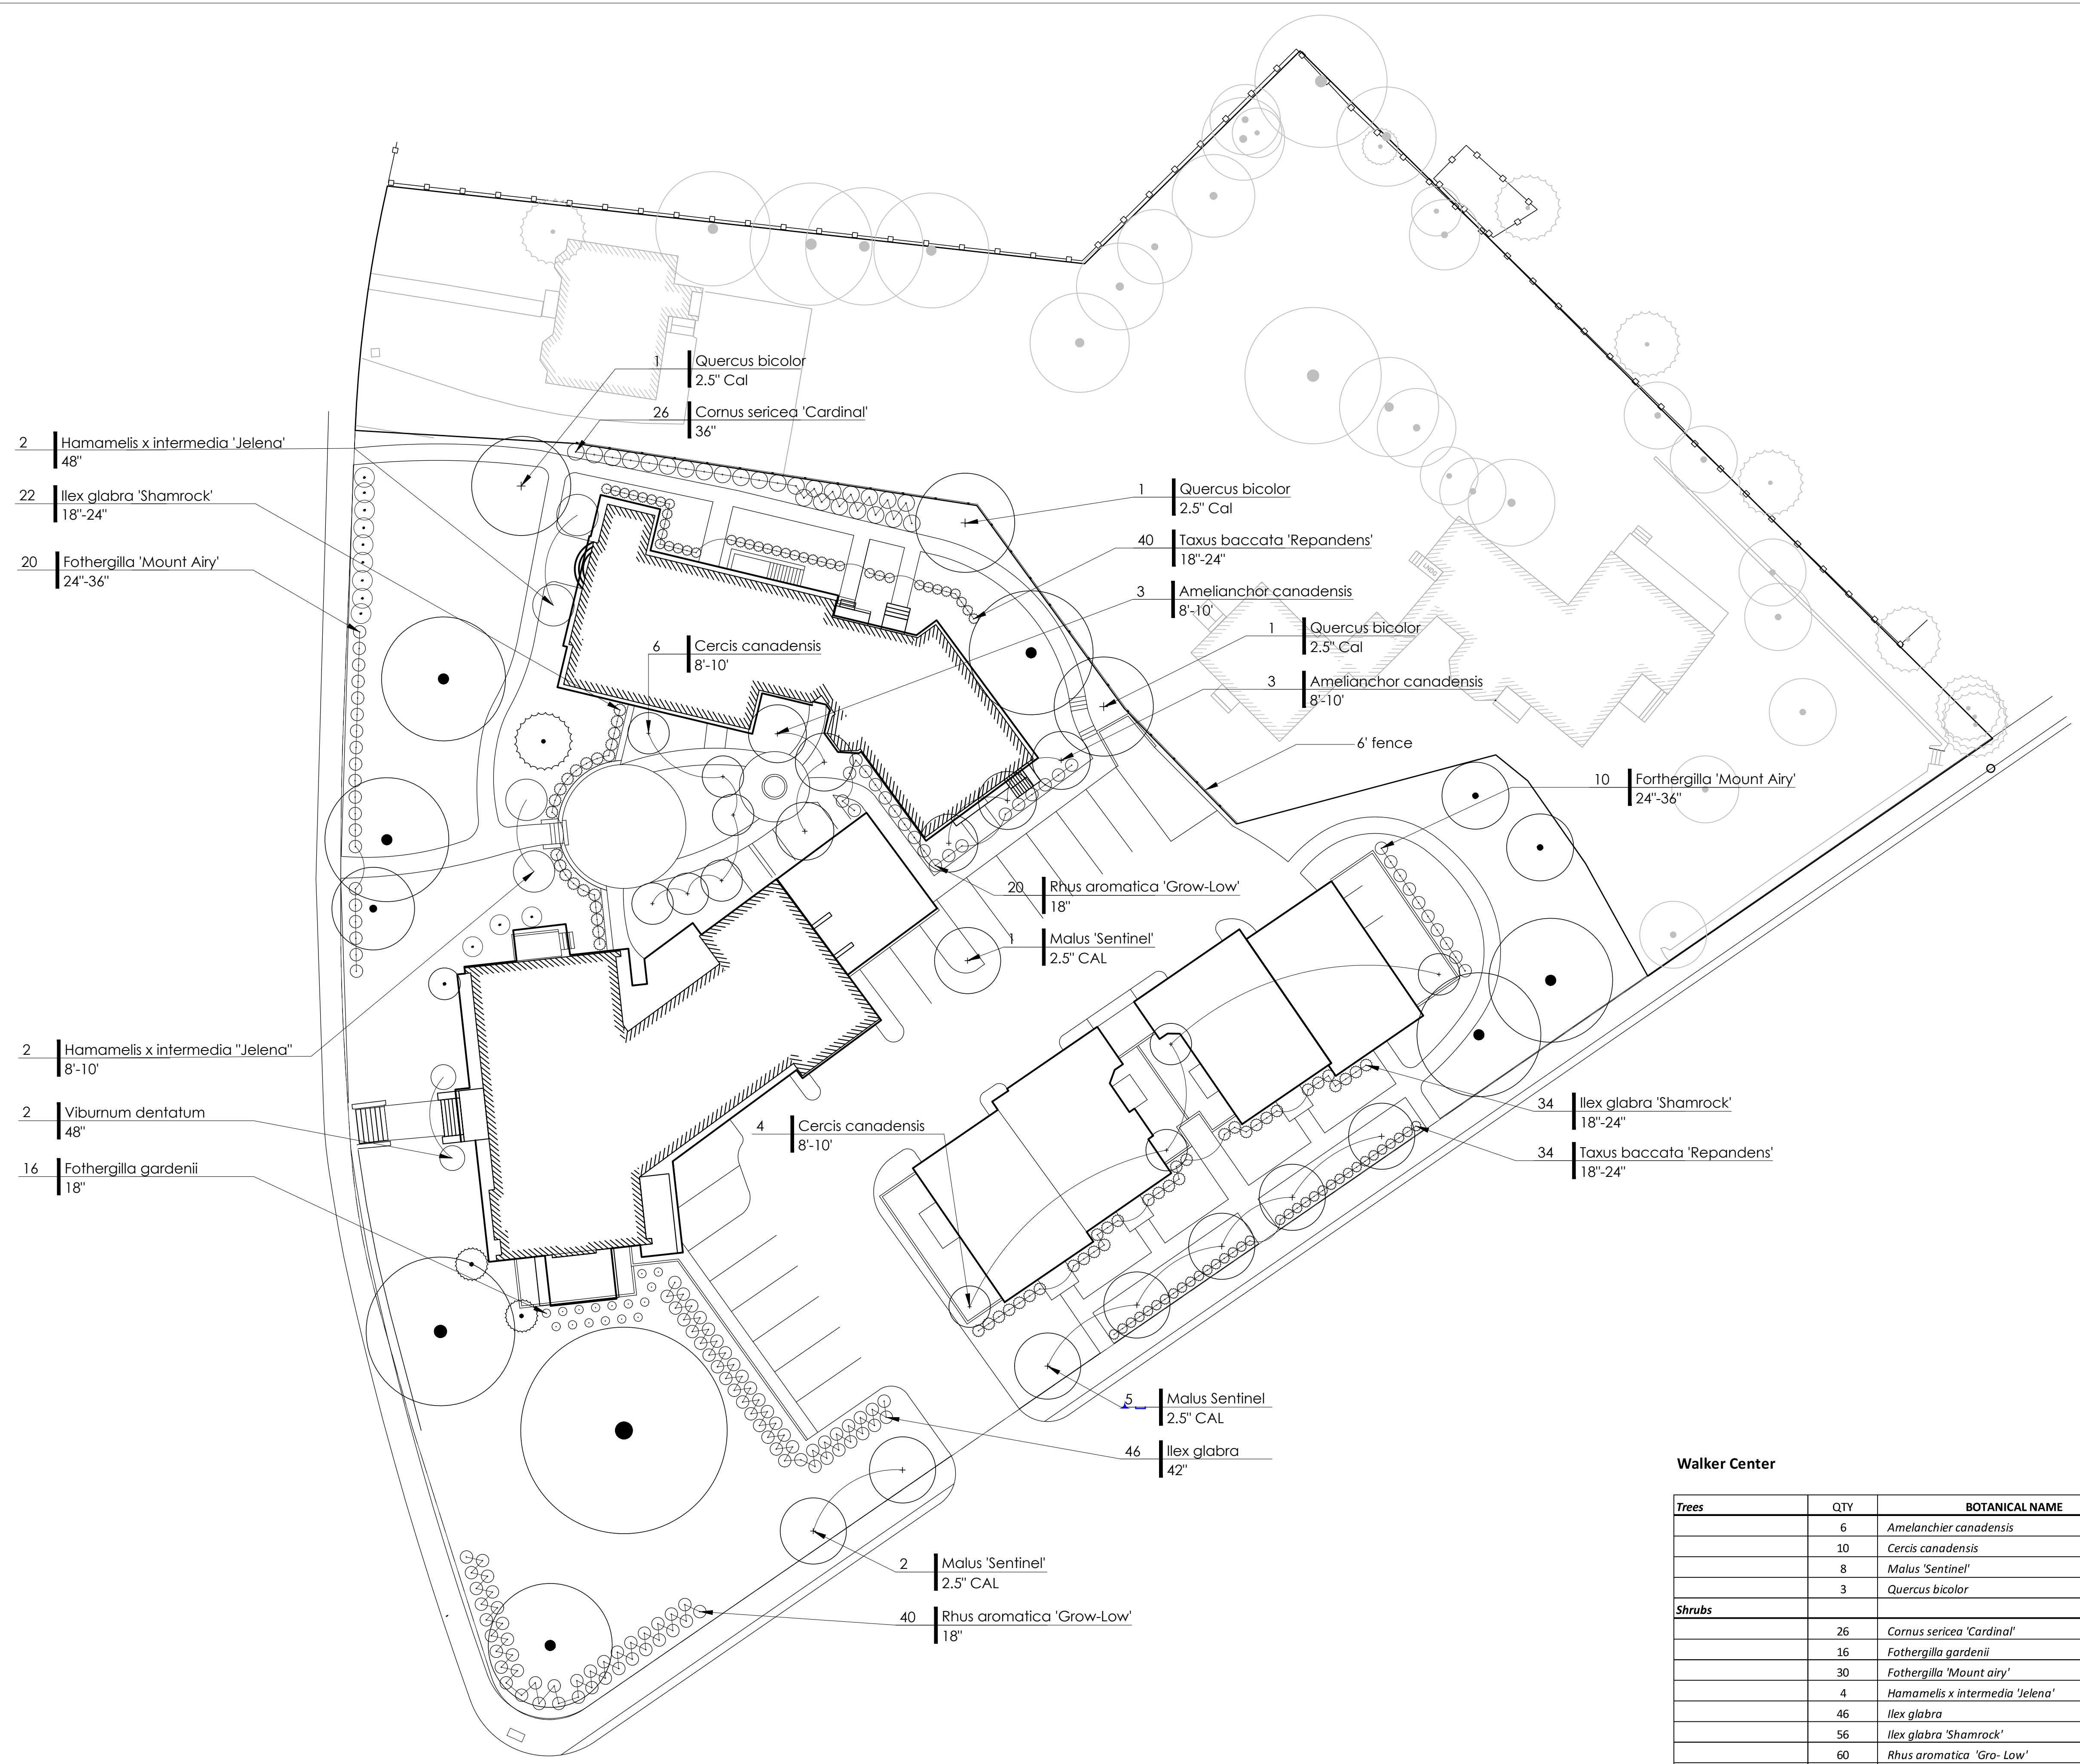 1 Quercus bicolor
2.5" Cal
26 Cornus sericea 'Cardinal'
36"
2 Hamamelis x intermedia 'Jelena'
48"
22 Ilex glabra 'Shamrock'
18"-24"
20 Fothergilla 'Mount Airy'
24"-36"
1 Quercus bicolor
2.5" Cal
40 Taxus baccata 'Repandens'
18"-24"
3 Amelianchor canadensis
8'-10'
1 Quercus bicolor
2.5" Cal
6 Cercis canadensis
8'-10'
3 Amelianchor canadensis
8'-10'
6' fence
10 Forthergilla 'Mount Airy'
24"-36"
20 Rhus aromatica 'Grow-Low'
18"
1 Malus 'Sentinel'
2.5" CAL
2 Hamamelis x intermedia "Jelena"
8'-10'
2 Viburnum dentatum
48"
16 Fothergilla gardenii
18"
4 Cercis canadensis
8'-10'
34 Ilex glabra 'Shamrock'
18"-24"
34 Taxus baccata 'Repandens'
18"-24"
5 Malus Sentinel
2.5" CAL
46 Ilex glabra
42"
2 Malus 'Sentinel'
2.5" CAL
40 Rhus aromatica 'Grow-Low'
18"
Walker Center
Trees QTY BOTANICAL NAME
6 Amelanchier canadensis
10 Cercis canadensis
8 Malus 'Sentinel'
3 Quercus bicolor
Shrubs
26 Cornus sericea 'Cardinal'
16 Fothergilla gardenii
30 Fothergilla 'Mount airy'
4 Hamamelis x intermedia 'Jelena'
46 Ilex glabra
56 Ilex glabra 'Shamrock'
60 Rhus aromatica 'Gro- Low'